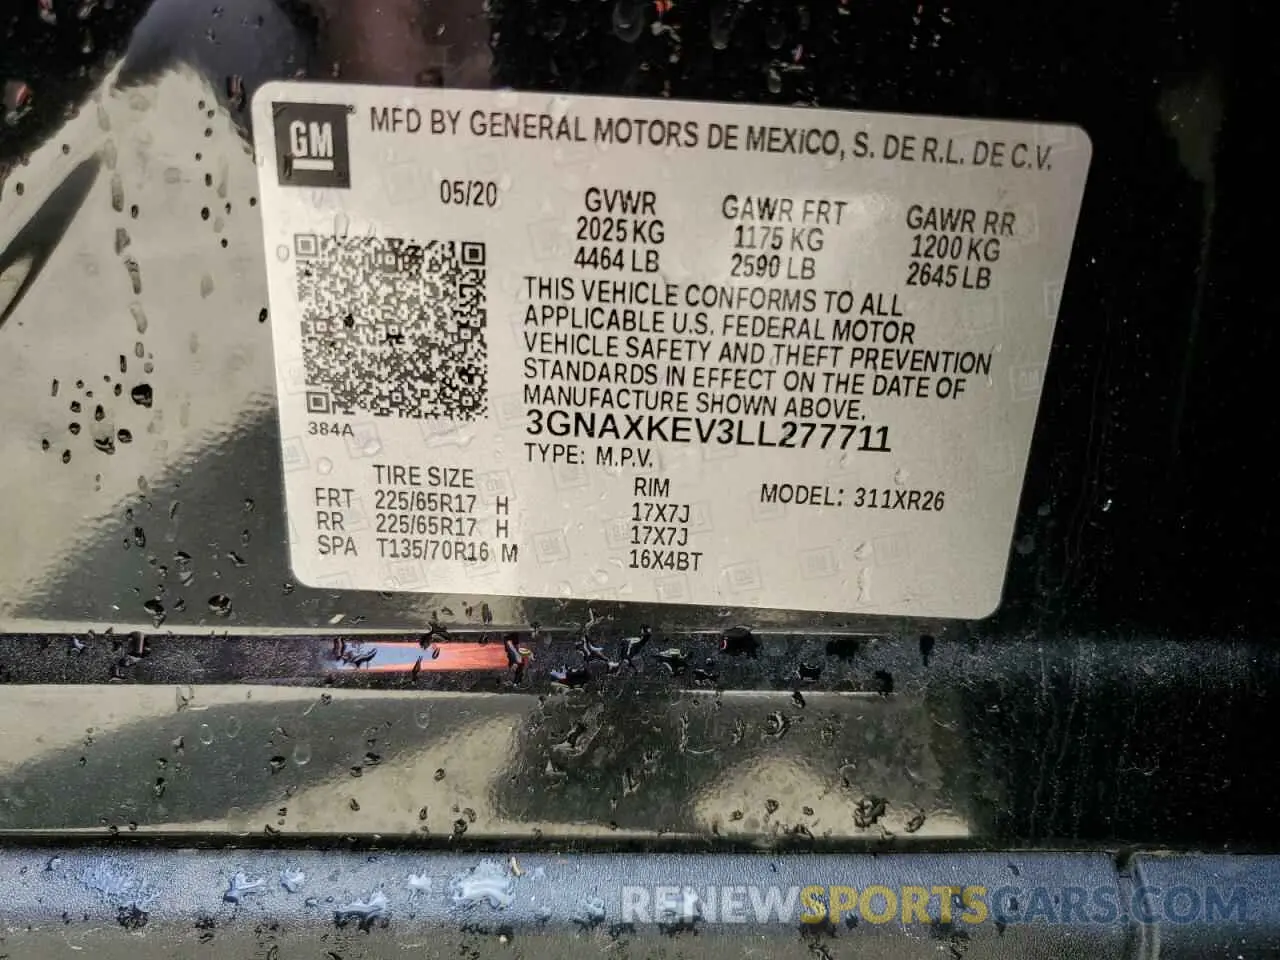 GM
MFD BY GENERAL MOTORS DE MEXICO, S. DE R.L. DE C.V.
05/20
GVWR GAWR FRT GAWR RR
2025 KG 1175 KG 1200 KG
4464 LB 2590 LB 2645 LB
THIS VEHICLE CONFORMS TO ALL
APPLICABLE U.S. FEDERAL MOTOR
VEHICLE SAFETY AND THEFT PREVENTION
STANDARDS IN EFFECT ON THE DATE OF
MANUFACTURE SHOWN ABOVE.
384A
3GNAXKEV3LL277711
TYPE: M.P.V.
TIRE SIZE RIM MODEL: 311XR26
FRT 225/65R17 H 17X7J
RR 225/65R17 H 17X7J
SPA T135/70R16 M 16X4BT
RENEWSPORTSCARS.COM